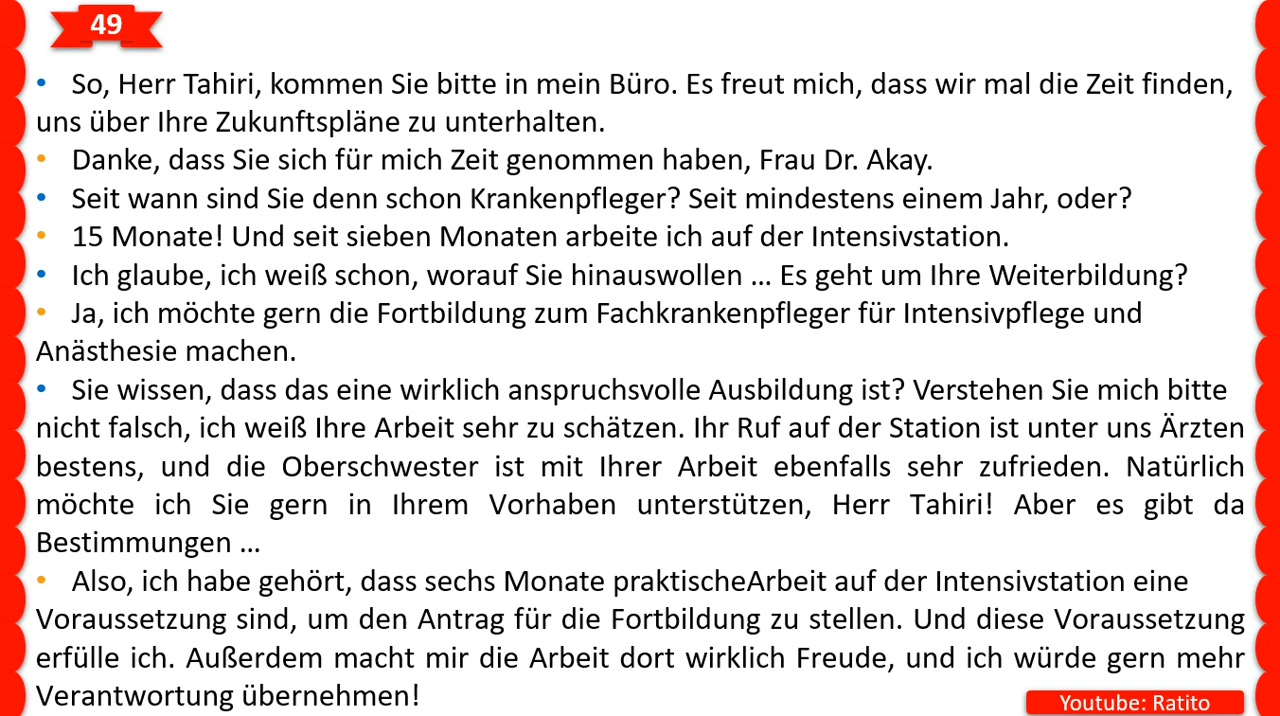 49
• So, Herr Tahiri, kommen Sie bitte in mein Büro. Es freut mich, dass wir mal die Zeit finden,
uns über Ihre Zukunftspläne zu unterhalten.
• Danke, dass Sie sich für mich Zeit genommen haben, Frau Dr. Akay.
• Seit wann sind Sie denn schon Krankenpfleger? Seit mindestens einem Jahr, oder?
• 15 Monate! Und seit sieben Monaten arbeite ich auf der Intensivstation.
• Ich glaube, ich weiß schon, worauf Sie hinauswollen ... Es geht um Ihre Weiterbildung?
• Ja, ich möchte gern die Fortbildung zum Fachkrankenpfleger für Intensivpflege und
Anästhesie machen.
• Sie wissen, dass das eine wirklich anspruchsvolle Ausbildung ist? Verstehen Sie mich bitte
nicht falsch, ich weiß Ihre Arbeit sehr zu schätzen. Ihr Ruf auf der Station ist unter uns Ärzten
bestens, und die Oberschwester ist mit Ihrer Arbeit ebenfalls sehr zufrieden. Natürlich
möchte ich Sie gern in Ihrem Vorhaben unterstützen, Herr Tahiri! Aber es gibt da
Bestimmungen ...
• Also, ich habe gehört, dass sechs Monate praktischeArbeit auf der Intensivstation eine
Voraussetzung sind, um den Antrag für die Fortbildung zu stellen. Und diese Voraussetzung
erfülle ich. Außerdem macht mir die Arbeit dort wirklich Freude, und ich würde gern mehr
Verantwortung übernehmen!
Youtube: Ratito